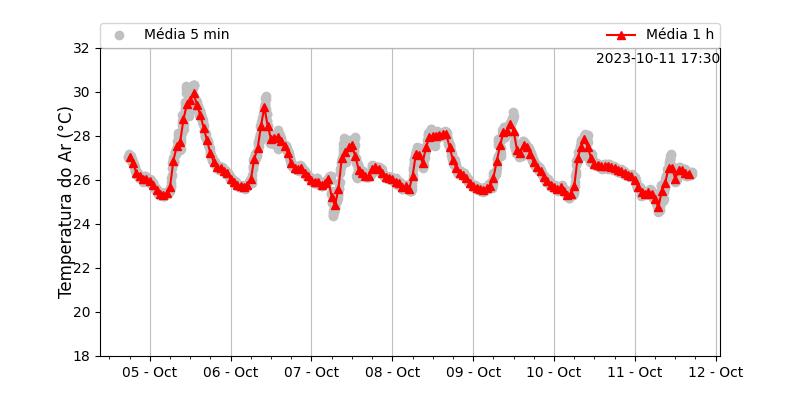 Média 5 min
Média 1 h
2023-10-11 17:30
Temperatura do Ar (°C)
32
30
28
26
24
22
20
18
05 - Oct
06 - Oct
07 - Oct
08 - Oct
09 - Oct
10 - Oct
11 - Oct
12 - Oct